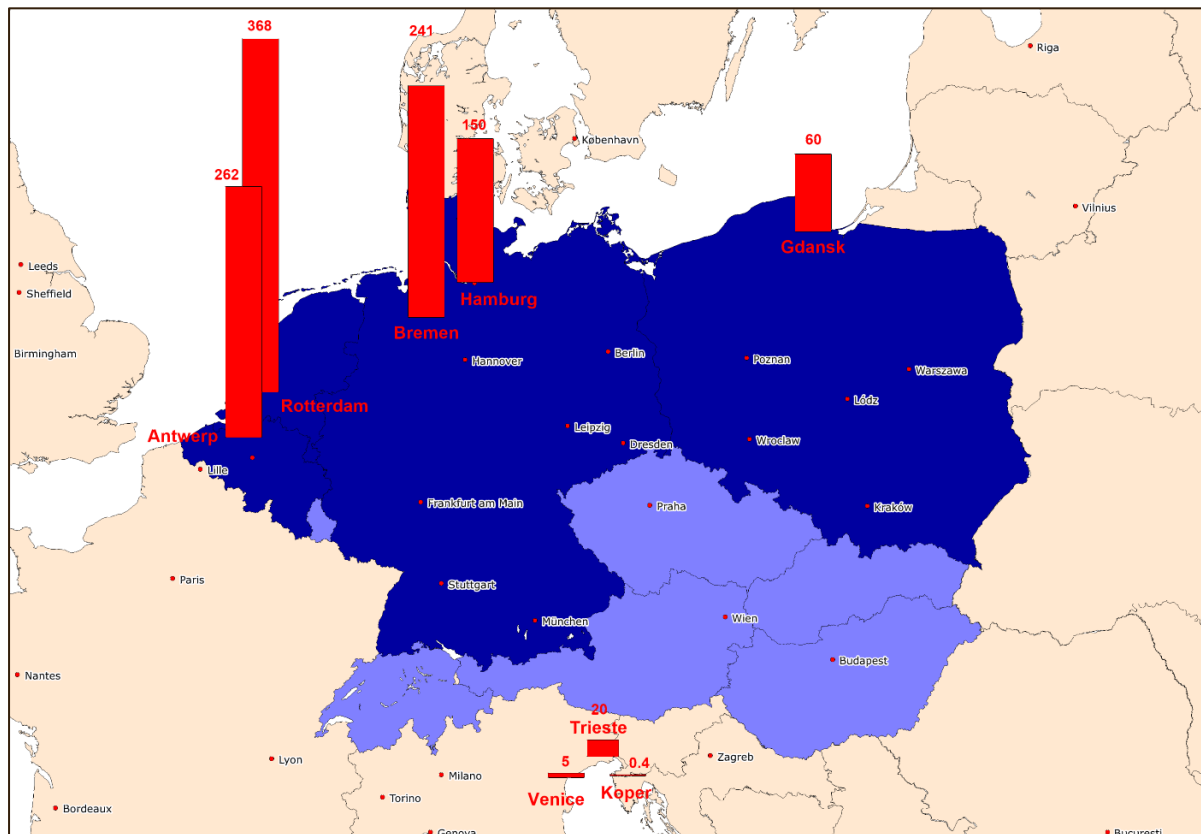 368
241
Riga
150
København
60
262
Vilnius
Gdansk
Leeds
Sheffield
Hamburg
Bremen
Birmingham
Hannover
Berlin
Poznan
Warszawa
Rotterdam
Lódz
Antwerp
Leipzig
Dresden
Wroclaw
Lille
Frankfurt am Main
Praha
Kraków
Paris
Stuttgart
München
Wien
Budapest
Nantes
20
Trieste
Zagreb
Lyon
5
0.4
Milano
Venice
Koper
Torino
Bordeaux
Genova
Bucuresti